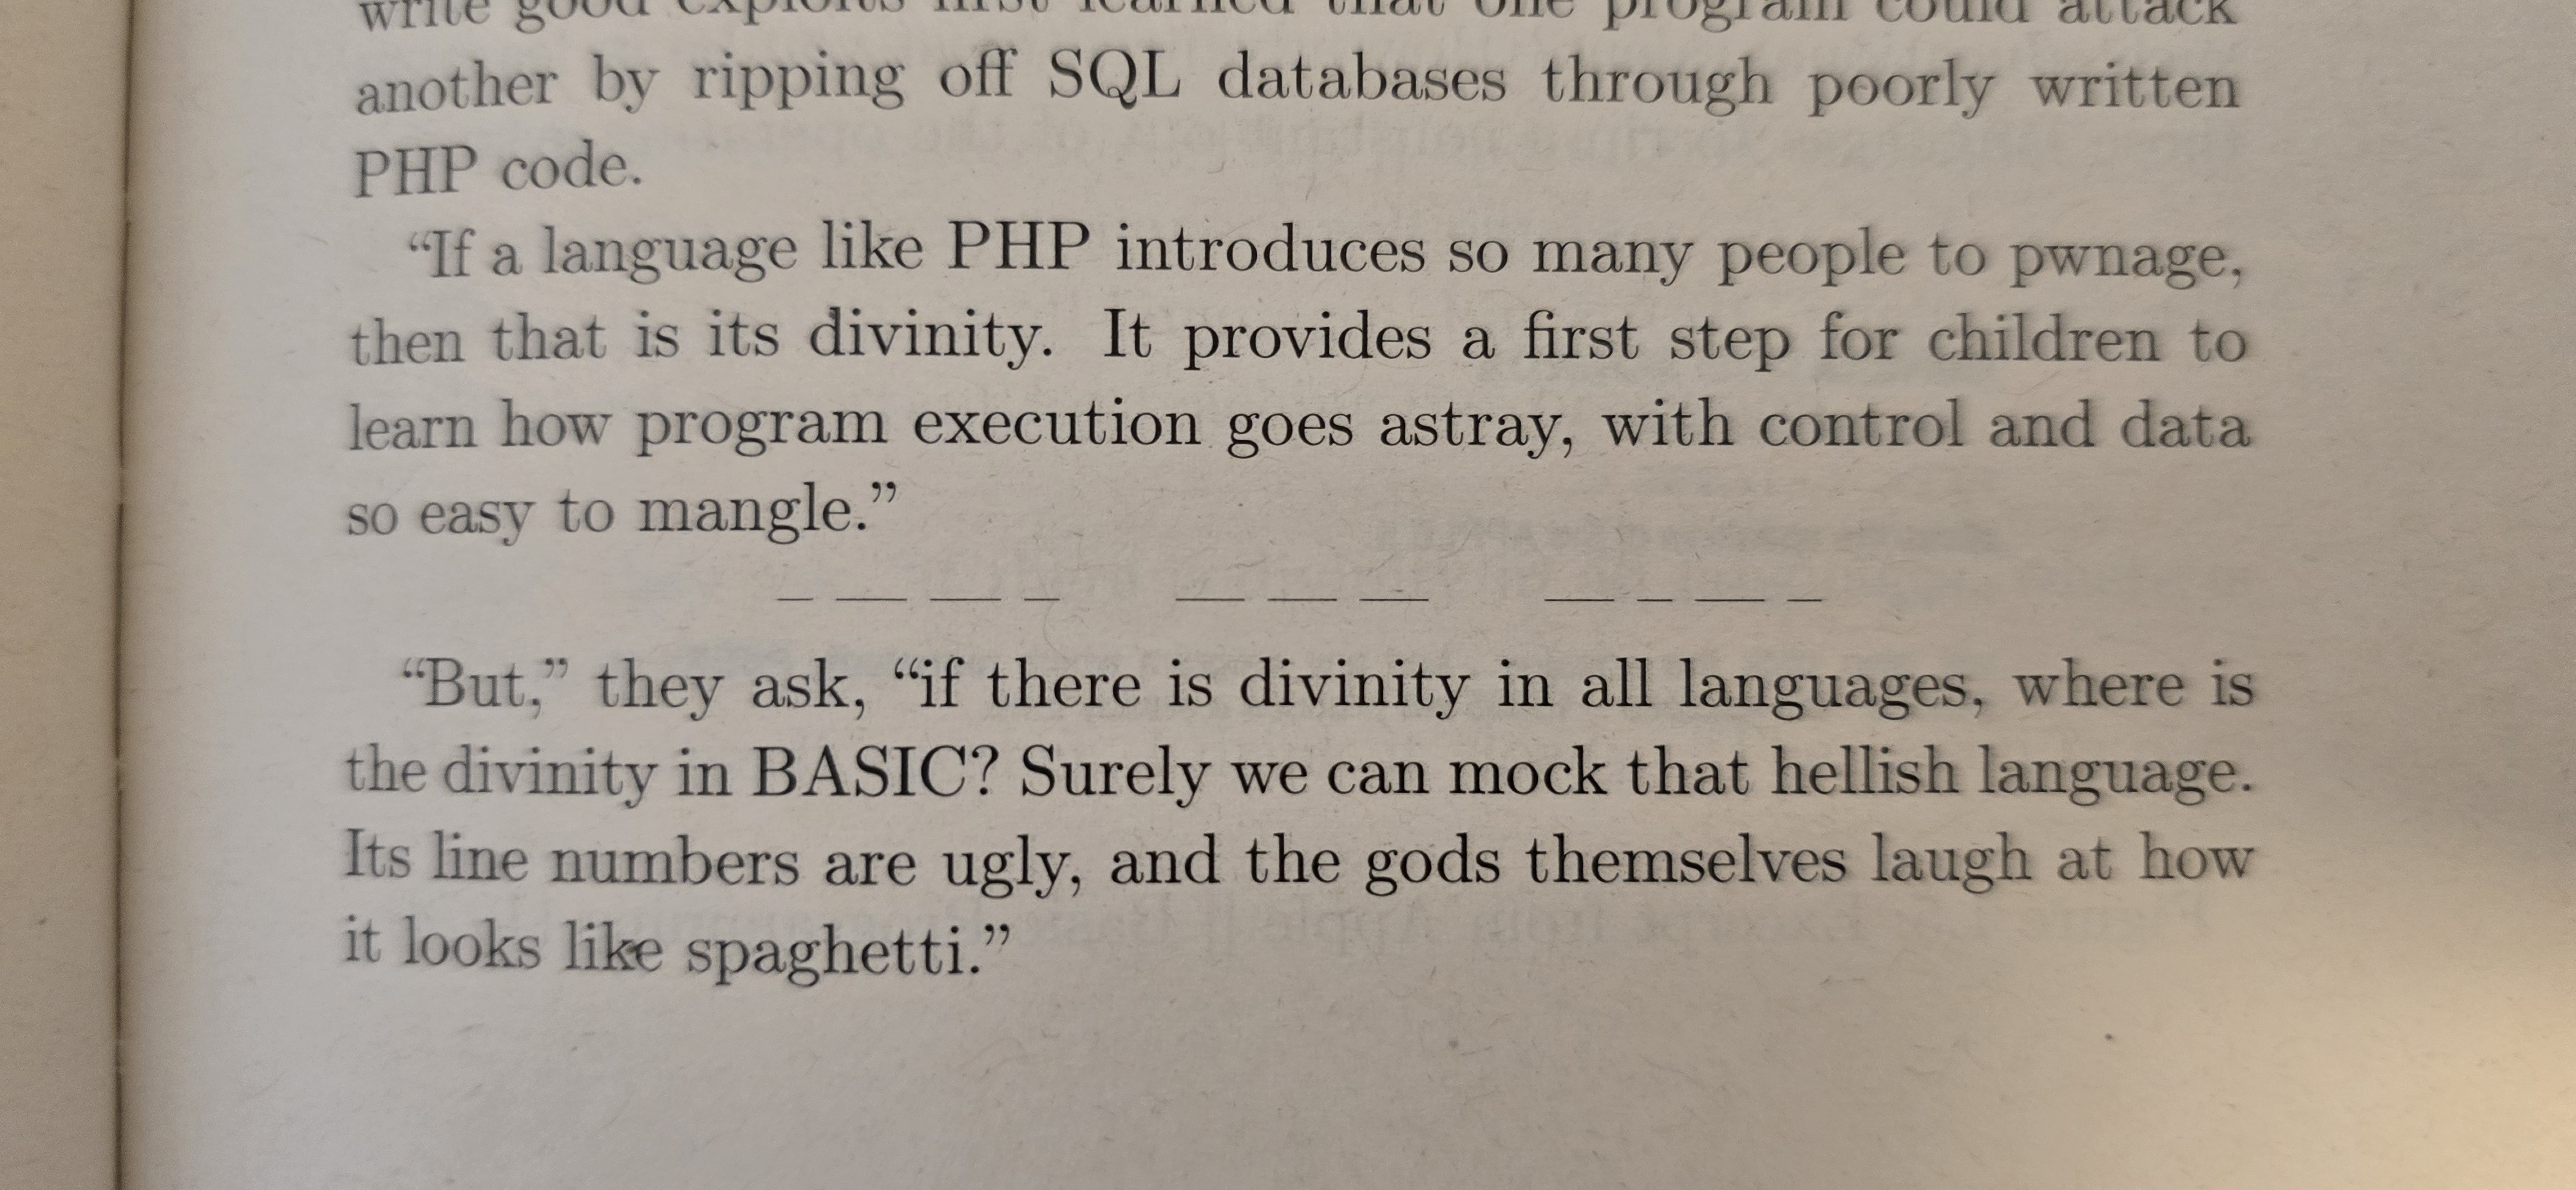 write good exploits first learned that one program could attack
another by ripping off SQL databases through poorly written
PHP code.
“If a language like PHP introduces so many people to pwnage,
then that is its divinity. It provides a first step for children to
learn how program execution goes astray, with control and data
so easy to mangle.”
— —— —— — —— —— —— —— — —— —
“But,” they ask, “if there is divinity in all languages, where is
the divinity in BASIC? Surely we can mock that hellish language.
Its line numbers are ugly, and the gods themselves laugh at how
it looks like spaghetti.”